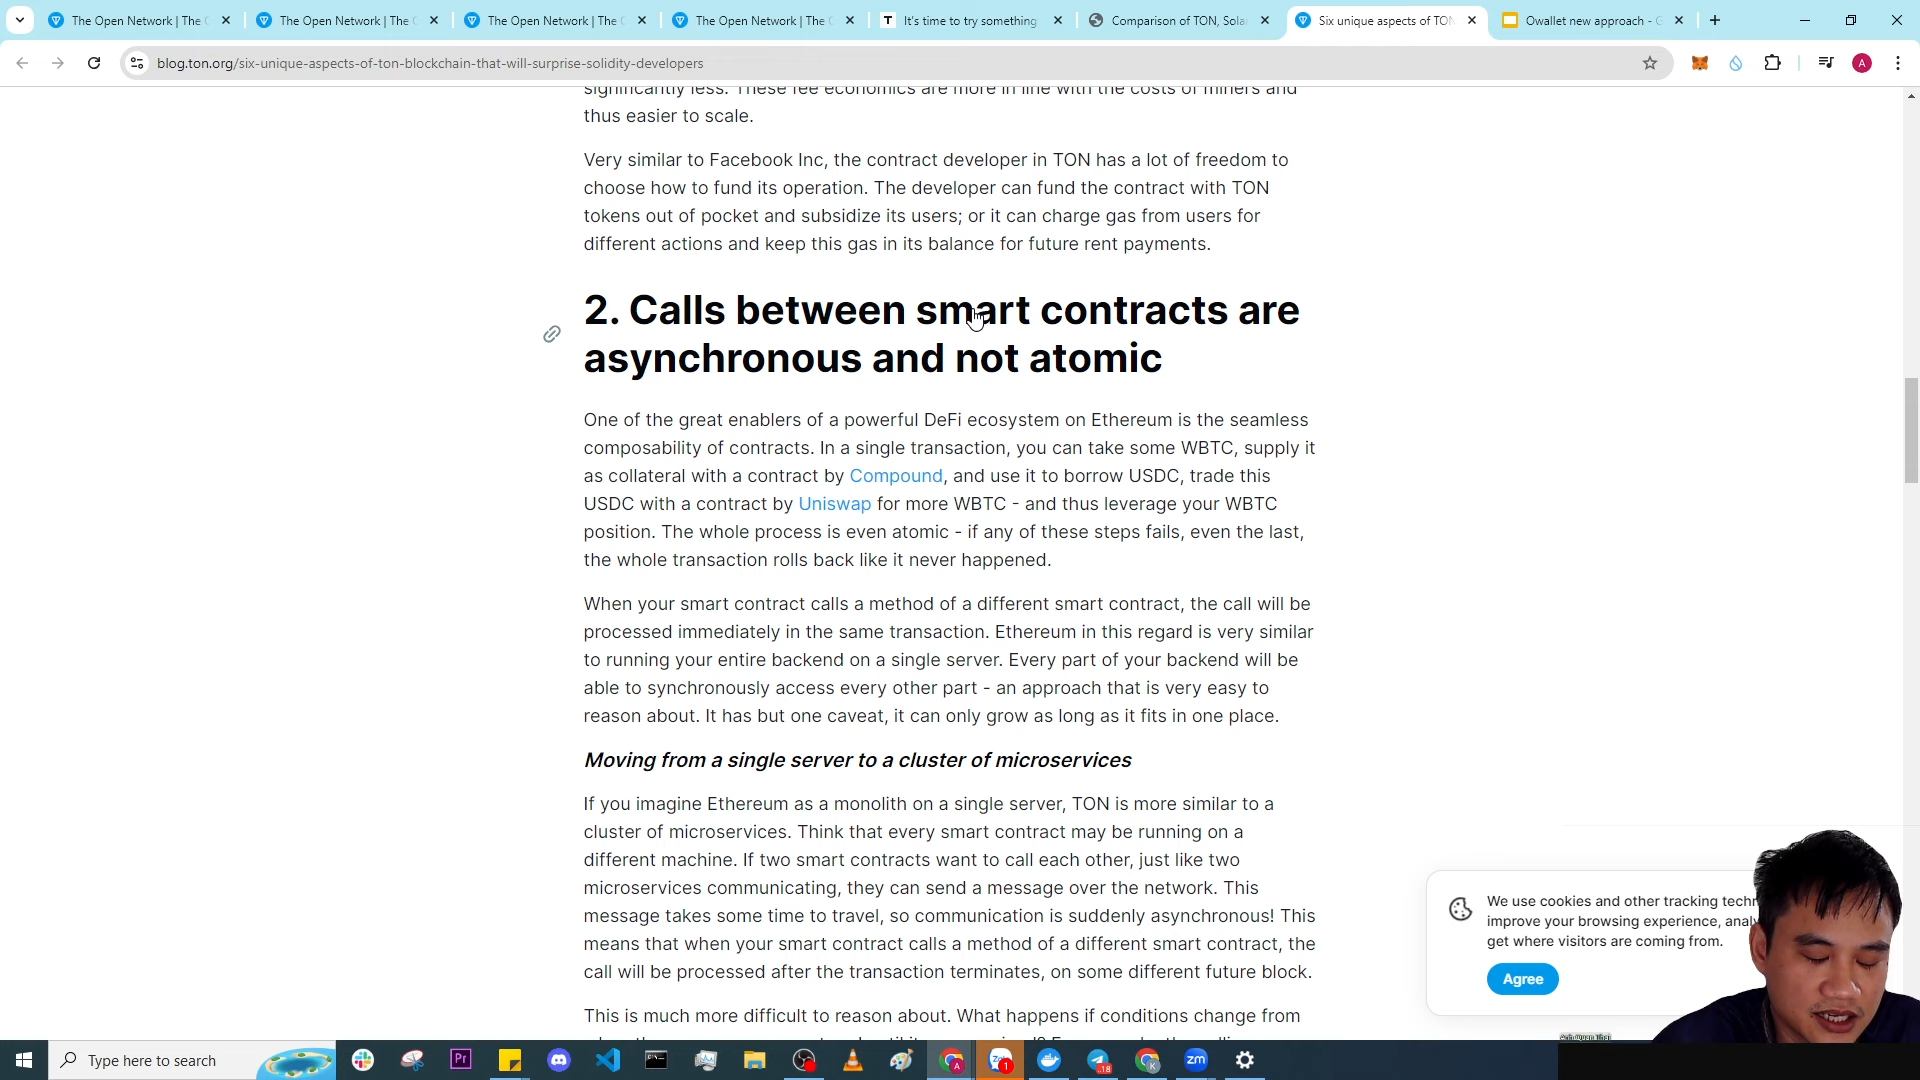 The Open Network | The
The Open Network | The
The Open Network | The
The Open Network | The
It's time to try something
Comparison of TON, Sola
Six unique aspects of TON
Owallet new approach - G
blog.ton.org/six-unique-aspects-of-ton-blockchain-that-will-surprise-solidity-developers
A
significantly less. These fee economics are more in line with the costs of miners and
thus easier to scale.
Very similar to Facebook Inc, the contract developer in TON has a lot of freedom to
choose how to fund its operation. The developer can fund the contract with TON
tokens out of pocket and subsidize its users; or it can charge gas from users for
different actions and keep this gas in its balance for future rent payments.
2. Calls between smart contracts are
asynchronous and not atomic
One of the great enablers of a powerful DeFi ecosystem on Ethereum is the seamless
composability of contracts. In a single transaction, you can take some WBTC, supply it
as collateral with a contract by Compound, and use it to borrow USDC, trade this
USDC with a contract by Uniswap for more WBTC - and thus leverage your WBTC
position. The whole process is even atomic - if any of these steps fails, even the last,
the whole transaction rolls back like it never happened.
When your smart contract calls a method of a different smart contract, the call will be
processed immediately in the same transaction. Ethereum in this regard is very similar
to running your entire backend on a single server. Every part of your backend will be
able to synchronously access every other part - an approach that is very easy to
reason about. It has but one caveat, it can only grow as long as it fits in one place.
Moving from a single server to a cluster of microservices
If you imagine Ethereum as a monolith on a single server, TON is more similar to a
cluster of microservices. Think that every smart contract may be running on a
different machine. If two smart contracts want to call each other, just like two
microservices communicating, they can send a message over the network. This
message takes some time to travel, so communication is suddenly asynchronous! This
means that when your smart contract calls a method of a different smart contract, the
call will be processed after the transaction terminates, on some different future block.
This is much more difficult to reason about. What happens if conditions change from
We use cookies and other tracking
improve your browsing experience,
get where visitors are coming from.
Agree
Type here to search
Pr
zm